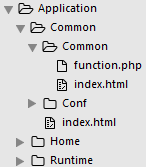 Application
Common
Common
function.php
index.html
Conf
index.html
Home
Runtime